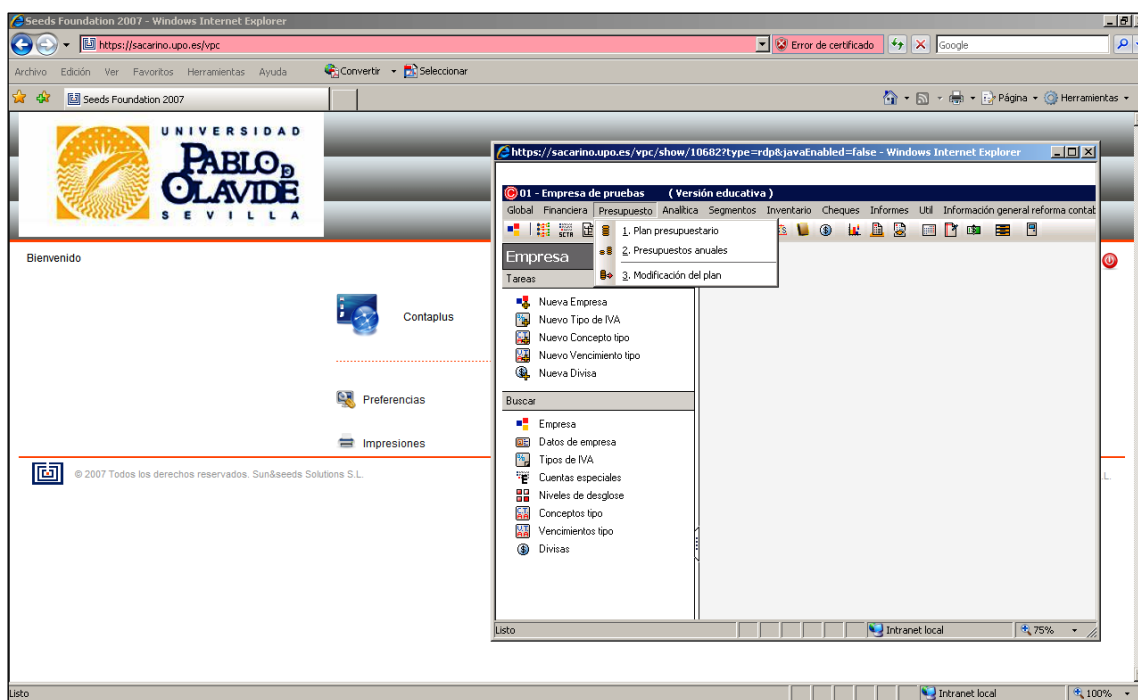 Seeds Foundation 2007 - Windows Internet Explorer
https://sacarino.upo.es/vpc
Error de certificado
Google
Archivo Edición Ver Favoritos Herramientas Ayuda Convertir Seleccionar
Seeds Foundation 2007
Página Herramientas
UNIVERSIDAD
PABLO DE
OLAVIDE
SEVILLA
Bienvenido
Contaplus
Preferencias
Impresiones
© 2007 Todos los derechos reservados. Sun&seeds Solutions S.L.
https://sacarino.upo.es/vpc/show/10682?type=rdp&javaEnabled=false - Windows Internet Explorer
01 - Empresa de pruebas ( Versión educativa )
Global Financiera Presupuesto Analítica Segmentos Inventario Cheques Informes Util Información general reforma contab
1. Plan presupuestario
2. Presupuestos anuales
3. Modificación del plan
Empresa
Tareas
Nueva Empresa
Nuevo Tipo de IVA
Nuevo Concepto tipo
Nuevo Vencimiento tipo
Nueva Divisa
Buscar
Empresa
Datos de empresa
Tipos de IVA
Cuentas especiales
Niveles de desglose
Conceptos tipo
Vencimientos tipo
Divisas
Listo
Intranet local
75%
Listo
Intranet local
100%